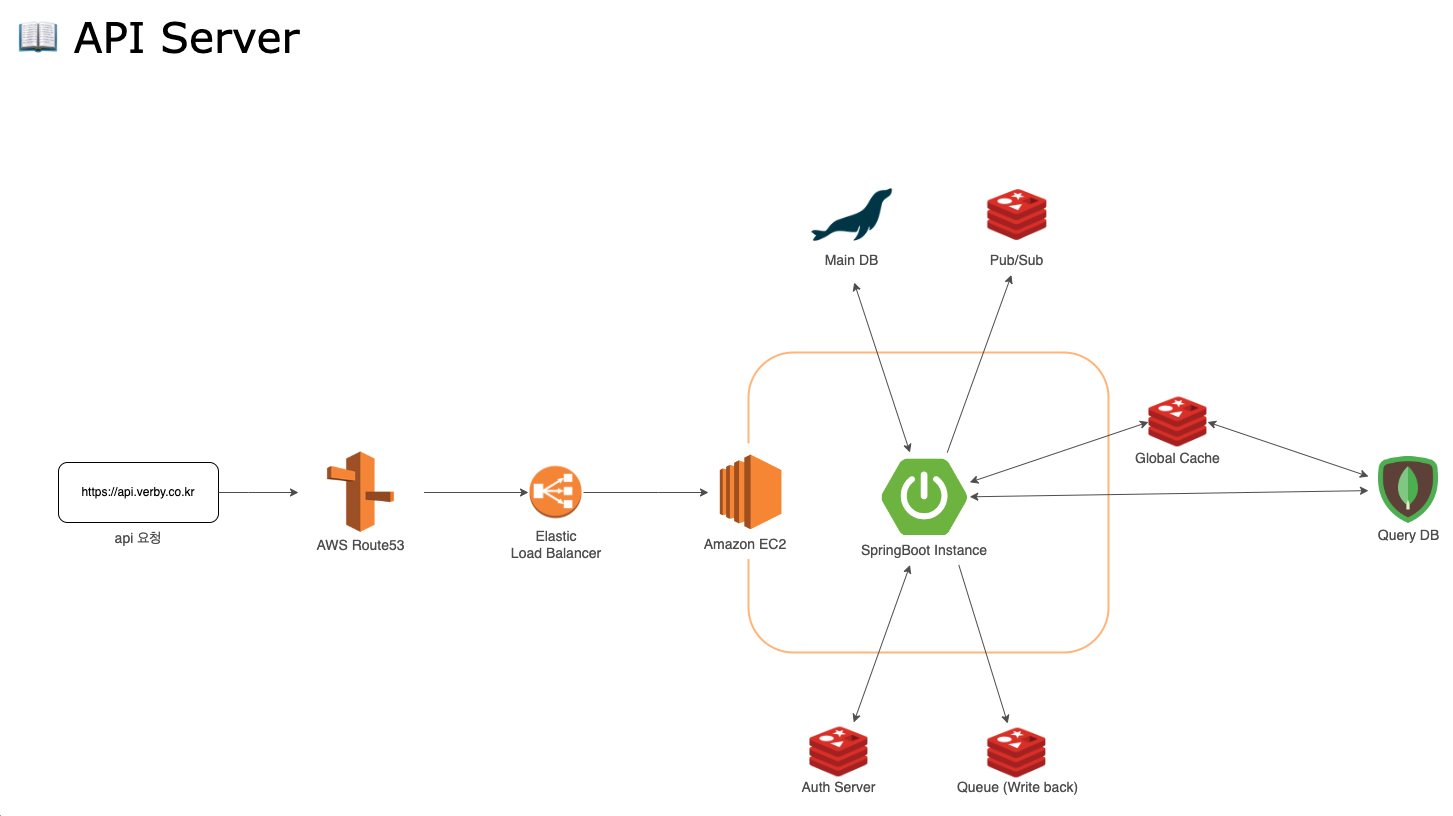 API Server
Main DB
Pub/Sub
Global Cache
https://api.verby.co.kr
api 요청
AWS Route53
Elastic
Load Balancer
Amazon EC2
SpringBoot Instance
Query DB
Auth Server
Queue (Write back)